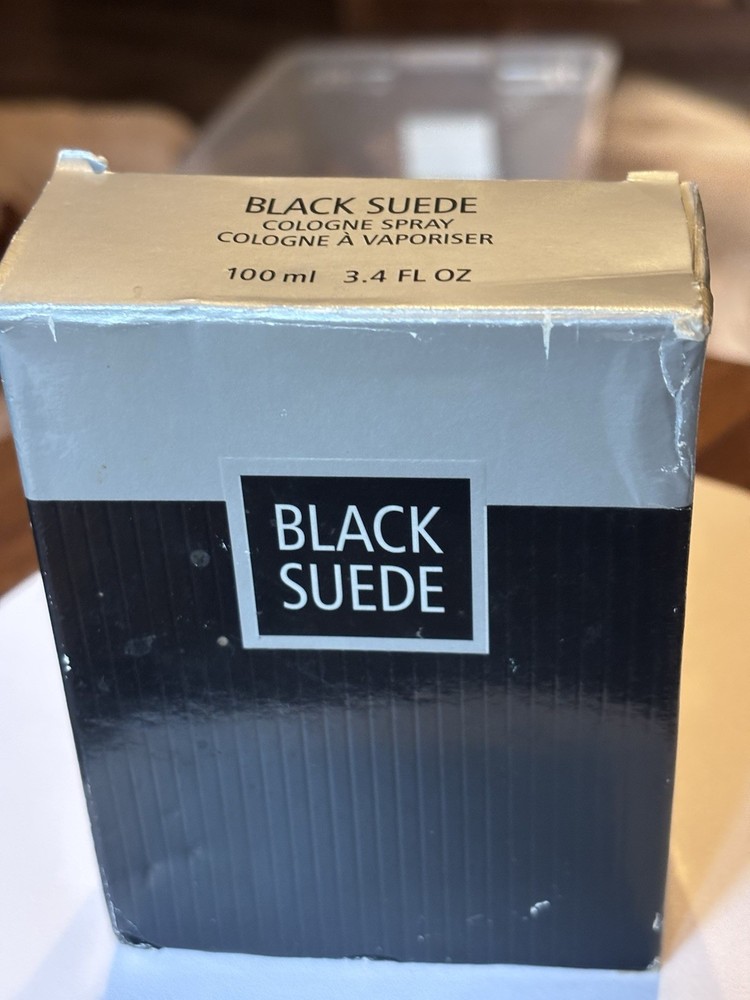 BLACK SUEDE
COLOGNE SPRAY
COLOGNE À VAPORISER
100 ml 3.4 FL OZ
BLACK
SUEDE